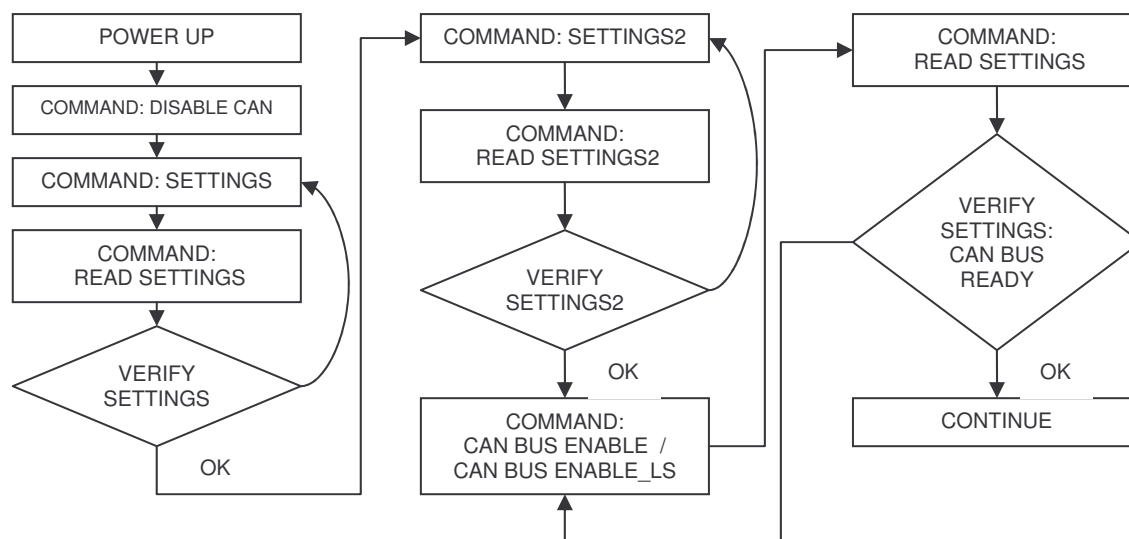 POWER UP
COMMAND: DISABLE CAN
COMMAND: SETTINGS
COMMAND:
READ SETTINGS
VERIFY
SETTINGS
OK
COMMAND: SETTINGS2
COMMAND:
READ SETTINGS2
VERIFY
SETTINGS2
OK
COMMAND:
CAN BUS ENABLE /
CAN BUS ENABLE_LS
COMMAND:
READ SETTINGS
VERIFY
SETTINGS:
CAN BUS
READY
OK
CONTINUE